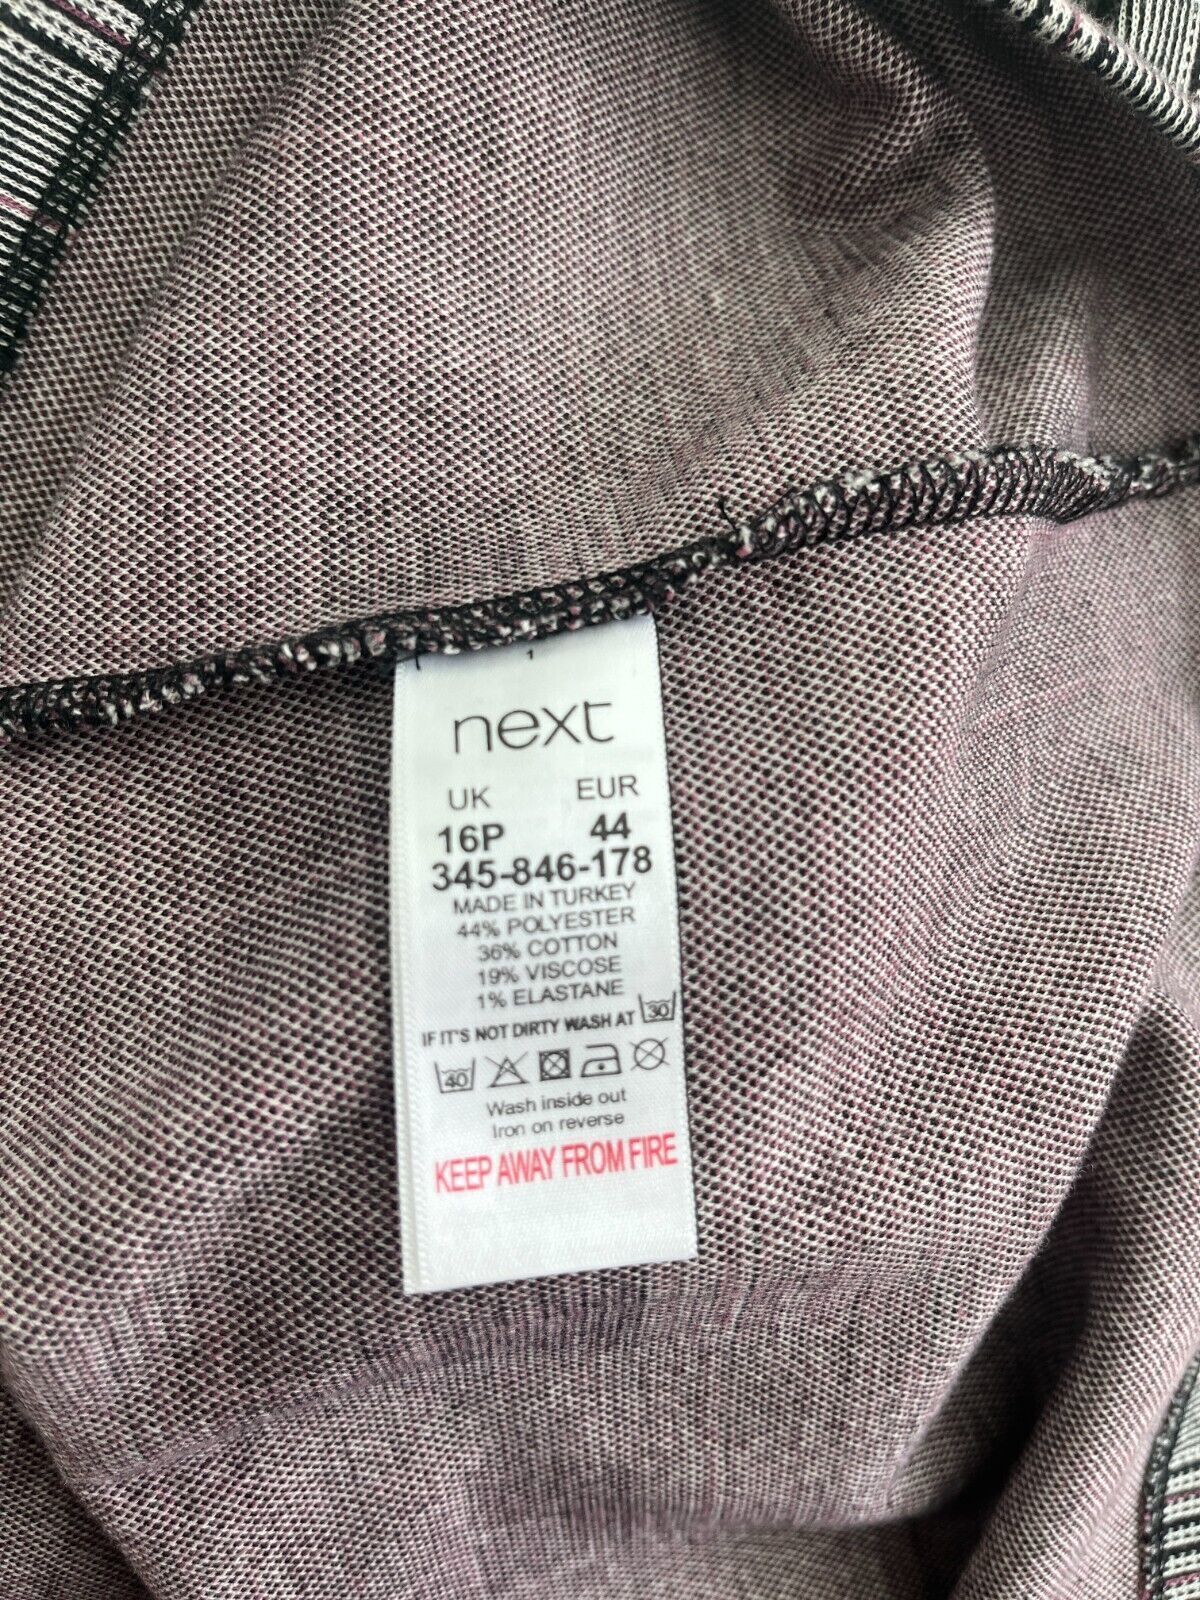 1
next
UK EUR
16P 44
345-846-178
MADE IN TURKEY
44% POLYESTER
36% COTTON
19% VISCOSE
1% ELASTANE
IF IT'S NOT DIRTY WASH AT 30
40
Wash inside out
Iron on reverse
KEEP AWAY FROM FIRE